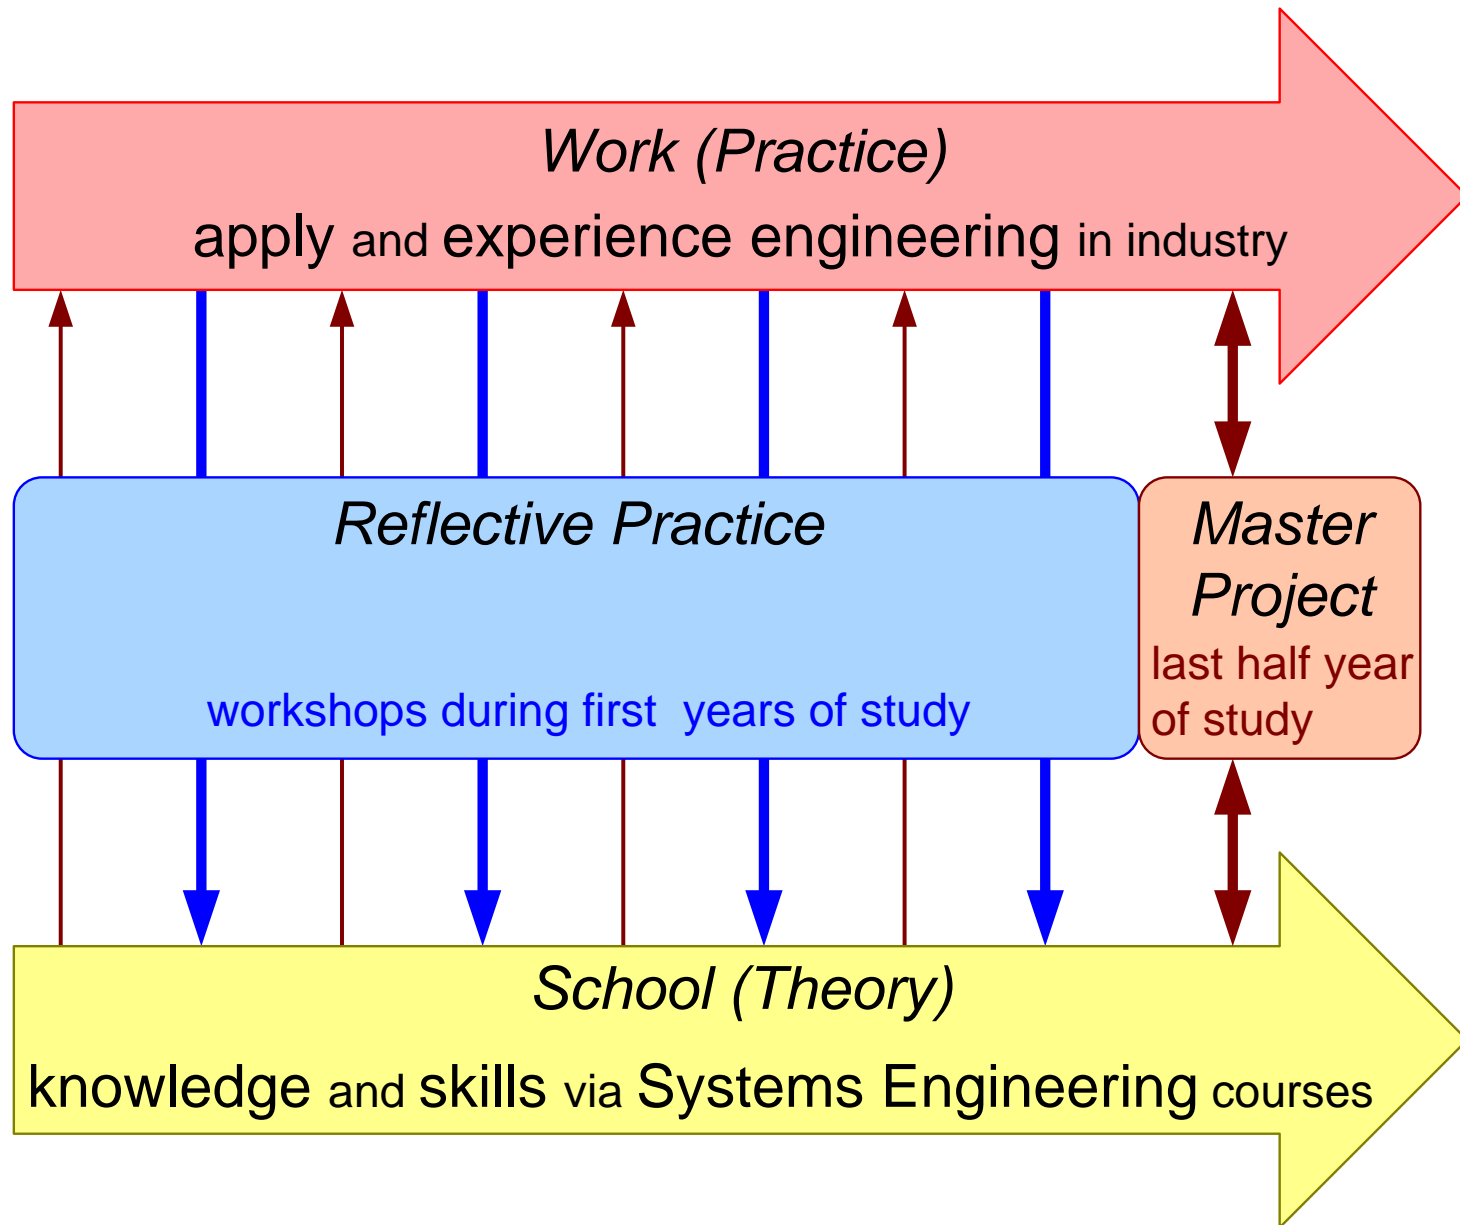 Work (Practice)
apply and experience engineering in industry
Reflective Practice
workshops during first  years of study
Master
Project
last half year
of study
School (Theory)
knowledge and skills via Systems Engineering courses